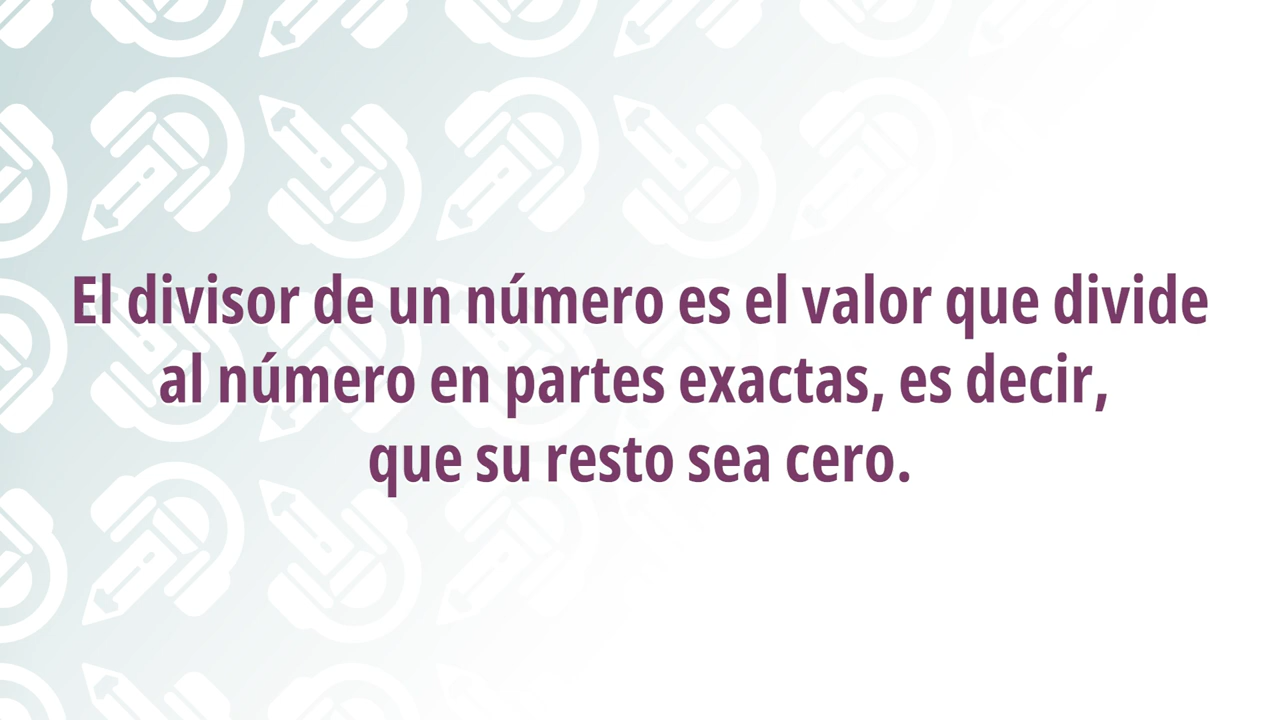 El divisor de un número es el valor que divide
al número en partes exactas, es decir,
que su resto sea cero.